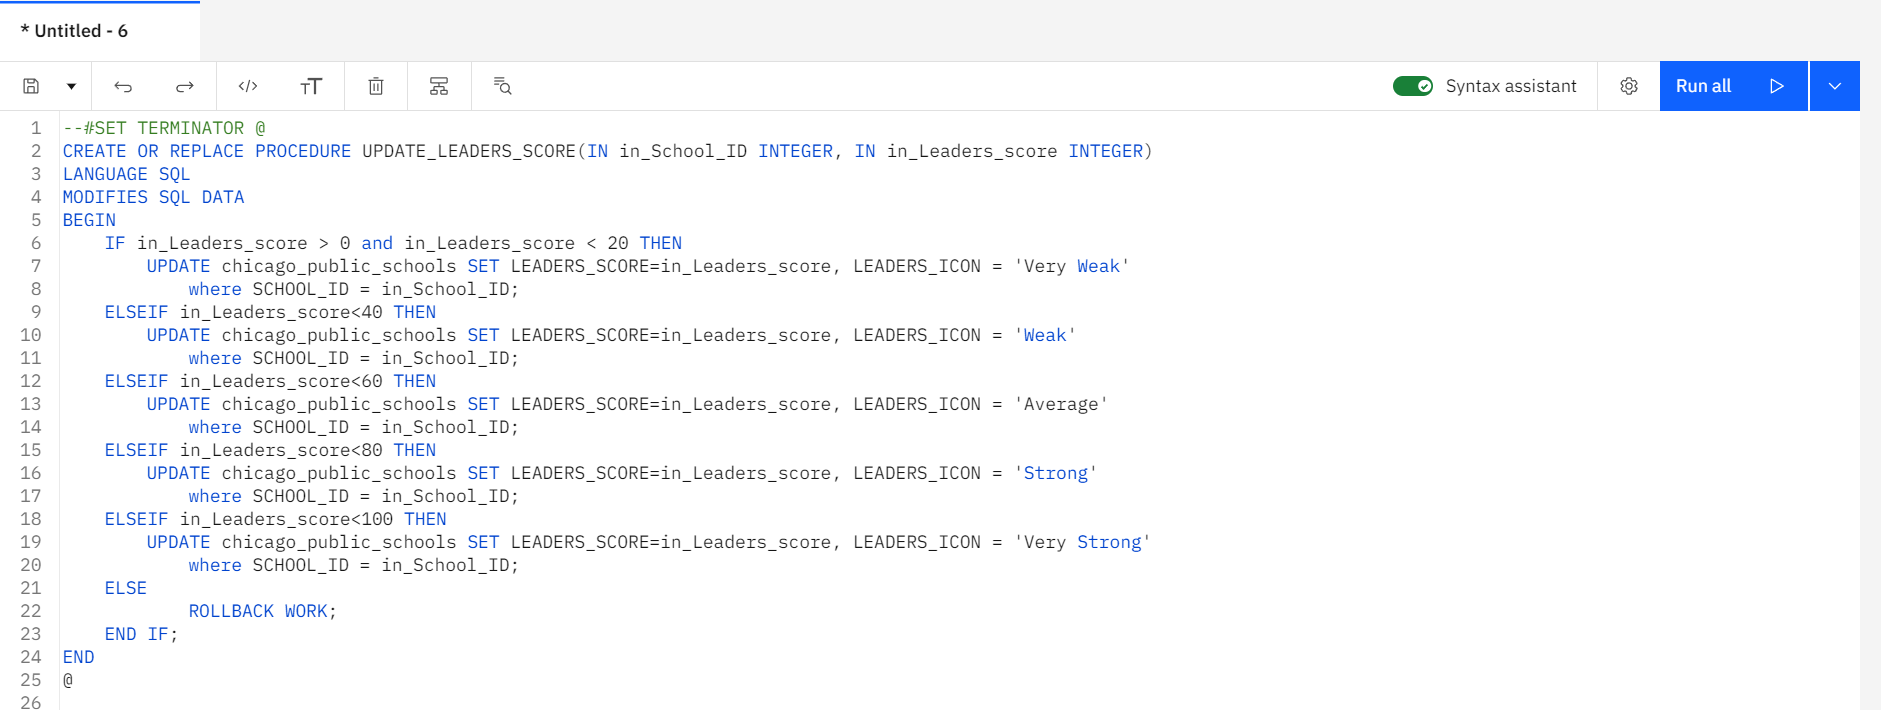 * Untitled - 6
</> TT Syntax assistant Run all
1 --#SET TERMINATOR @
2 CREATE OR REPLACE PROCEDURE UPDATE_LEADERS_SCORE(IN in_School_ID INTEGER, IN in_Leaders_score INTEGER)
3 LANGUAGE SQL
4 MODIFIES SQL DATA
5 BEGIN
6     IF in_Leaders_score > 0 and in_Leaders_score < 20 THEN
7         UPDATE chicago_public_schools SET LEADERS_SCORE=in_Leaders_score, LEADERS_ICON = 'Very Weak'
8             where SCHOOL_ID = in_School_ID;
9     ELSEIF in_Leaders_score<40 THEN
10         UPDATE chicago_public_schools SET LEADERS_SCORE=in_Leaders_score, LEADERS_ICON = 'Weak'
11             where SCHOOL_ID = in_School_ID;
12     ELSEIF in_Leaders_score<60 THEN
13         UPDATE chicago_public_schools SET LEADERS_SCORE=in_Leaders_score, LEADERS_ICON = 'Average'
14             where SCHOOL_ID = in_School_ID;
15     ELSEIF in_Leaders_score<80 THEN
16         UPDATE chicago_public_schools SET LEADERS_SCORE=in_Leaders_score, LEADERS_ICON = 'Strong'
17             where SCHOOL_ID = in_School_ID;
18     ELSEIF in_Leaders_score<100 THEN
19         UPDATE chicago_public_schools SET LEADERS_SCORE=in_Leaders_score, LEADERS_ICON = 'Very Strong'
20             where SCHOOL_ID = in_School_ID;
21     ELSE
22             ROLLBACK WORK;
23     END IF;
24 END
25 @
26